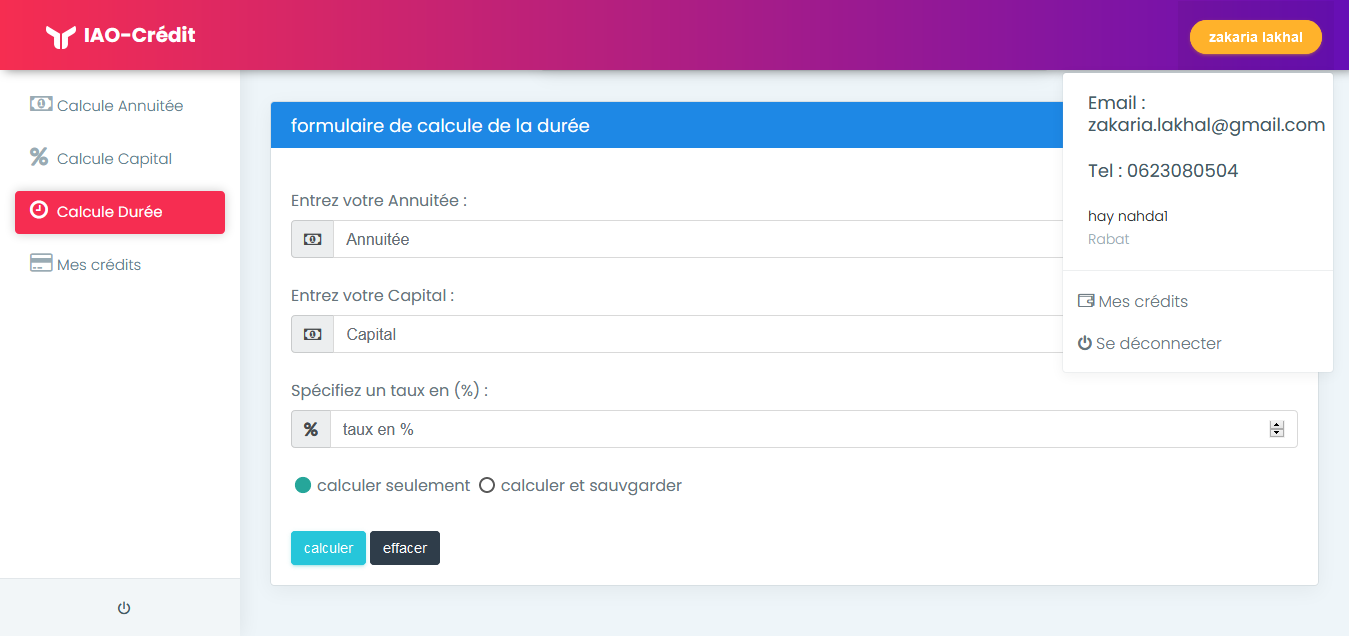 IAO-Crédit
zakaria lakhal
Calcule Annuitée
Calcule Capital
Calcule Durée
Mes crédits
formulaire de calcule de la durée
Entrez votre Annuitée :
Annuitée
Entrez votre Capital :
Capital
Spécifiez un taux en (%) :
% taux en %
calculer seulement calculer et sauvgarder
calculer effacer
Email :
zakaria.lakhal@gmail.com
Tel : 0623080504
hay nahda1
Rabat
Mes crédits
Se déconnecter